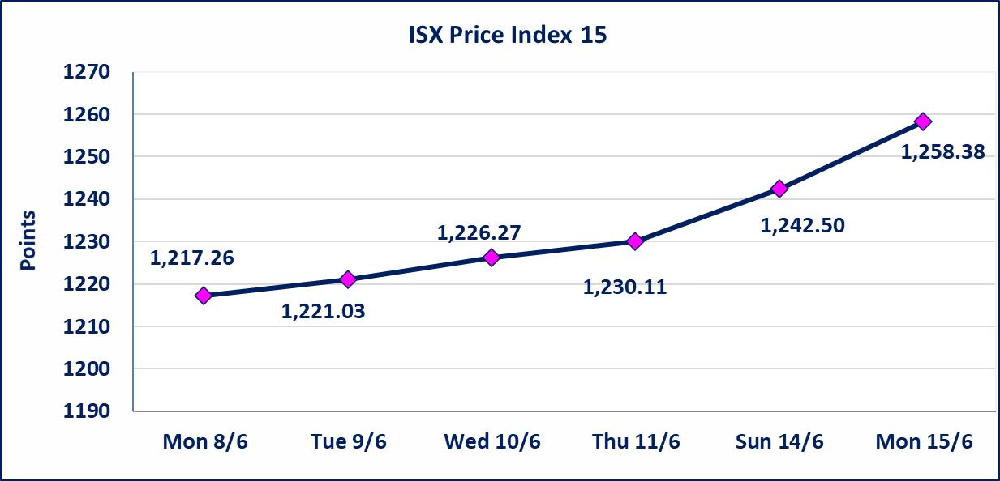 ISX Price Index 15
1270
1260
1250
1240
1230
1220
1210
1200
1190
Points
1,217.26
1,221.03
1,226.27
1,230.11
1,242.50
1,258.38
Mon 8/6
Tue 9/6
Wed 10/6
Thu 11/6
Sun 14/6
Mon 15/6